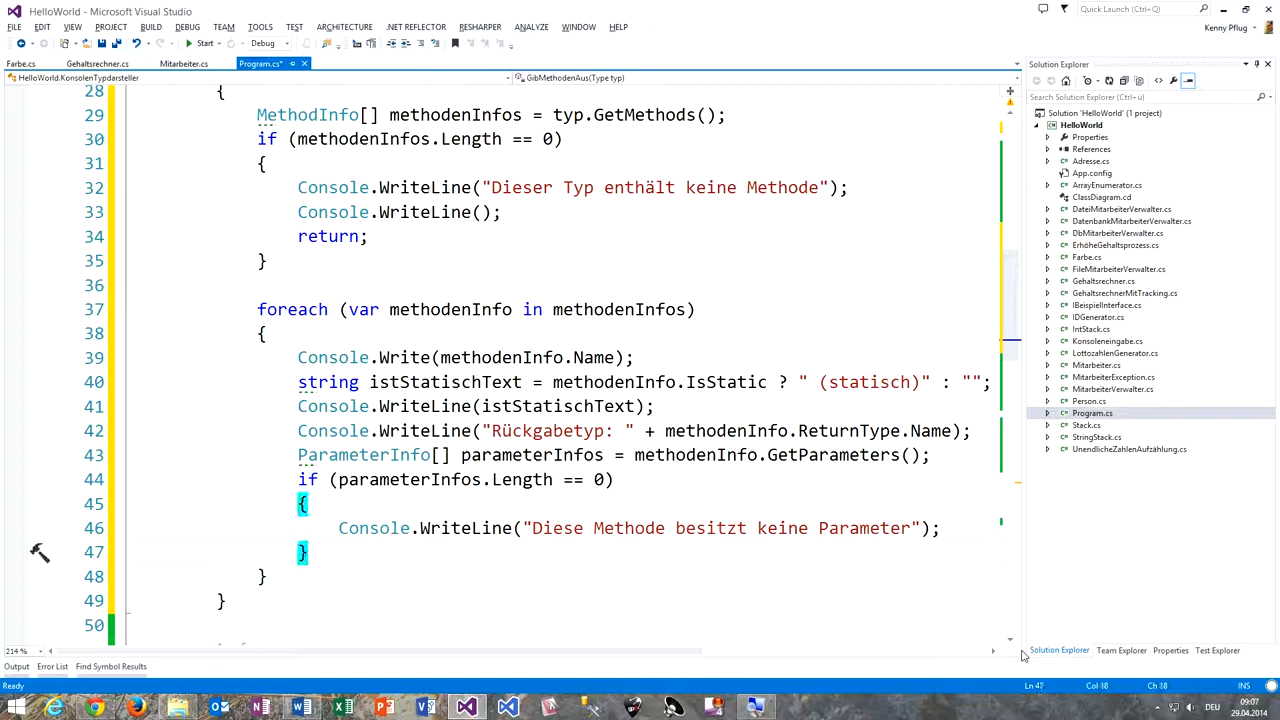 HelloWorld - Microsoft Visual Studio
Quick Launch (Ctrl+Ü)
FILE EDIT VIEW PROJECT BUILD DEBUG TEAM TOOLS TEST ARCHITECTURE .NET REFLECTOR RESHARPER ANALYZE WINDOW HELP
Kenny Pflug
Start Debug
Farbe.cs Gehaltsrechner.cs Mitarbeiter.cs Program.cs*
HelloWorld.KonsolenTypdarsteller GibMethodenAus(Type typ)
28 {
29 MethodInfo[] methodenInfos = typ.GetMethods();
30 if (methodenInfos.Length == 0)
31 {
32 Console.WriteLine("Dieser Typ enthält keine Methode");
33 Console.WriteLine();
34 return;
35 }
36
37 foreach (var methodenInfo in methodenInfos)
38 {
39 Console.Write(methodenInfo.Name);
40 string istStatischText = methodenInfo.IsStatic ? " (statisch)" : "";
41 Console.WriteLine(istStatischText);
42 Console.WriteLine("Rückgabetyp: " + methodenInfo.ReturnType.Name);
43 ParameterInfo[] parameterInfos = methodenInfo.GetParameters();
44 if (parameterInfos.Length == 0)
45 {
46 Console.WriteLine("Diese Methode besitzt keine Parameter");
47 }
48 }
49 }
50
214 %
Output Error List Find Symbol Results
Solution Explorer
Search Solution Explorer (Ctrl+ü)
Solution 'HelloWorld' (1 project)
HelloWorld
Properties
References
Adresse.cs
App.config
ArrayEnumerator.cs
ClassDiagram.cd
DateiMitarbeiterVerwalter.cs
DatenbankMitarbeiterVerwalter.cs
DbMitarbeiterVerwalter.cs
ErhöheGehaltsprozess.cs
Farbe.cs
FileMitarbeiterVerwalter.cs
Gehaltsrechner.cs
GehaltsrechnerMitTracking.cs
IBeispielInterface.cs
IDGenerator.cs
IntStack.cs
Konsoleneingabe.cs
LottozahlenGenerator.cs
Mitarbeiter.cs
MitarbeiterException.cs
MitarbeiterVerwalter.cs
Person.cs
Program.cs
Stack.cs
StringStack.cs
UnendlicheZahlenAufzählung.cs
Solution Explorer Team Explorer Properties Test Explorer
Ready Ln 47 Col 18 Ch 18 INS
DEU 09:07
29.04.2014